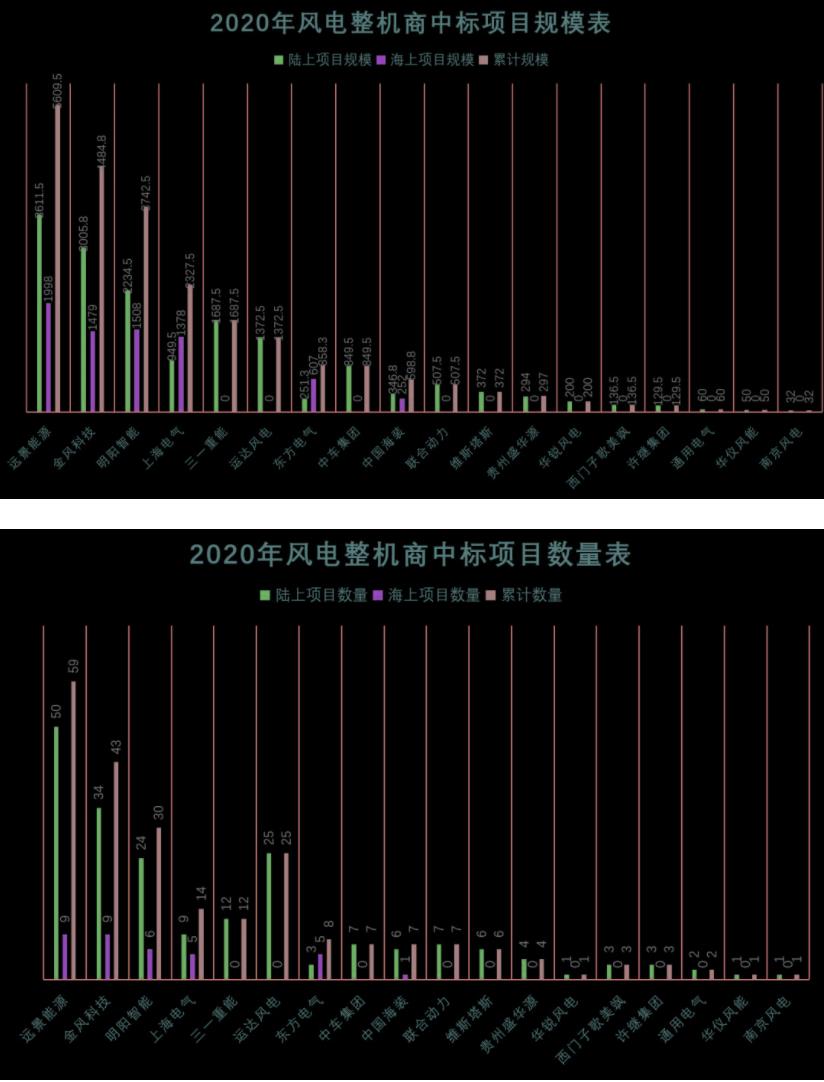 2020年风电整机商中标项目规模表
陆上项目规模 海上项目规模 累计规模
3611.5 1998 5609.5
3005.8 1479 4484.8
2234.5 1508 3742.5
949.5 1378 2327.5
1687.5 0 1687.5
1372.5 0 1372.5
251.3 607 858.3
849.5 0 849.5
346.8 252 598.8
507.5 0 507.5
372 0 372
294 0 297
200 0 200
136.5 0 136.5
129.5 0 129.5
60 0 60
50 0 50
32 0 32
远景能源 金风科技 明阳智能 上海电气 三一重能 运达风电 东方电气 中车集团 中国海装 联合动力 维斯塔斯 贵州盛华源 华锐风电 西门子歌美飒 许继集团 通用电气 华仪风能 南京风电
2020年风电整机商中标项目数量表
陆上项目数量 海上项目数量 累计数量
50 9 59
34 9 43
24 6 30
9 5 14
12 0 12
25 0 25
3 5 8
7 0 7
6 1 7
7 0 7
6 0 6
4 0 4
1 0 1
3 0 3
3 0 3
2 0 2
1 0 1
1 0 1
远景能源 金风科技 明阳智能 上海电气 三一重能 运达风电 东方电气 中车集团 中国海装 联合动力 维斯塔斯 贵州盛华源 华锐风电 西门子歌美飒 许继集团 通用电气 华仪风能 南京风电